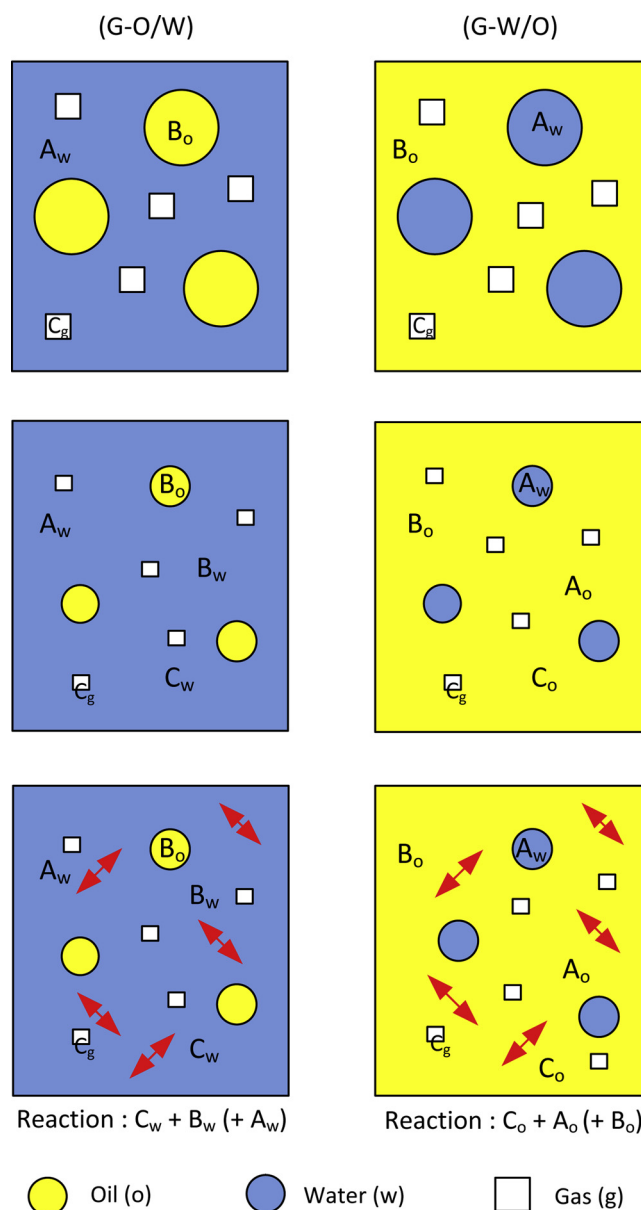 (G-O/W) (G-W/O)
Bo Aw
Aw Bo
Cg Cg
Bo Aw
Aw Bo
Bw Ao
Cw Co
Cg Cg
Bo Aw
Aw Bo
Bw
Ao
Cg Cw Cg
Co
Reaction : Cw + Bw (+ Aw) Reaction : Co + Ao (+ Bo)
Oil (o) Water (w) Gas (g)